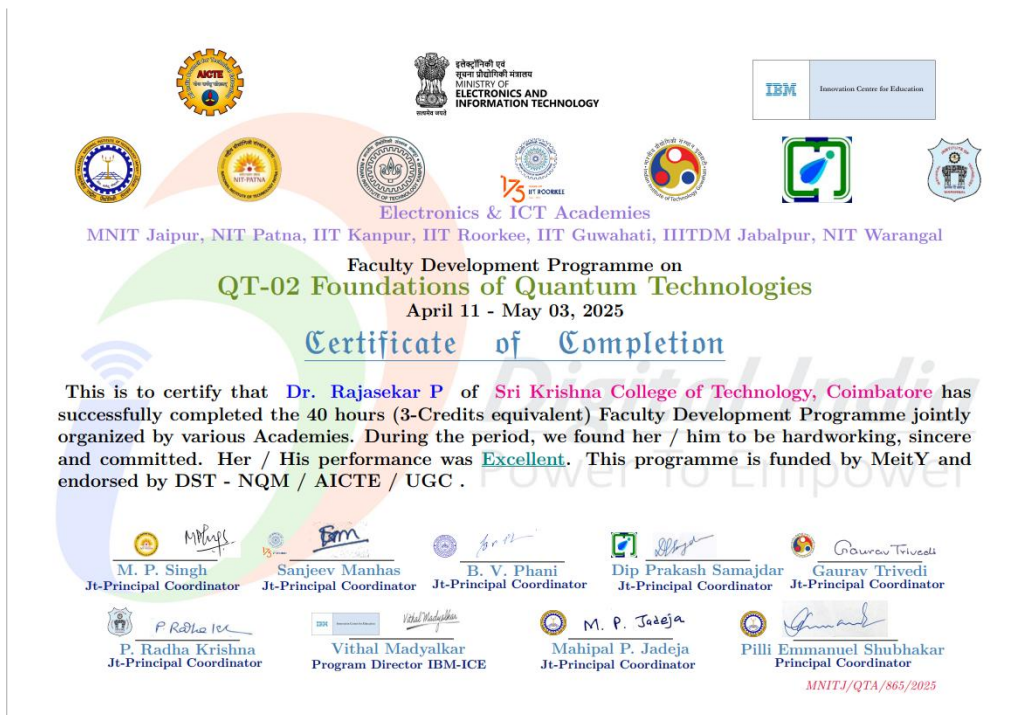 AICTE
इलेक्ट्रॉनिकी एवं
सूचना प्रौद्योगिकी मंत्रालय
MINISTRY OF
ELECTRONICS AND
INFORMATION TECHNOLOGY
सत्यमेव जयते
IBM
Innovation Centre for Education
NIT-PATNA
175
IIT ROORKEE
Electronics & ICT Academies
MNIT Jaipur, NIT Patna, IIT Kanpur, IIT Roorkee, IIT Guwahati, IIITDM Jabalpur, NIT Warangal
Faculty Development Programme on
QT-02 Foundations of Quantum Technologies
April 11 - May 03, 2025
Certificate of Completion
Digital India
Power To Empower
This is to certify that Dr. Rajasekar P of Sri Krishna College of Technology, Coimbatore has
successfully completed the 40 hours (3-Credits equivalent) Faculty Development Programme jointly
organized by various Academies. During the period, we found her / him to be hardworking, sincere
and committed. Her / His performance was Excellent. This programme is funded by MeitY and
endorsed by DST - NQM / AICTE / UGC .
Gaurav Trivedi
M. P. Singh
Sanjeev Manhas
B. V. Phani
Dip Prakash Samajdar
Gaurav Trivedi
Jt-Principal Coordinator
Jt-Principal Coordinator
Jt-Principal Coordinator
Jt-Principal Coordinator
Jt-Principal Coordinator
IBM
Vithal Madyalkar
M. P. Jadeja
P. Radha Krishna
Vithal Madyalkar
Mahipal P. Jadeja
Pilli Emmanuel Shubhakar
Jt-Principal Coordinator
Program Director IBM-ICE
Jt-Principal Coordinator
Principal Coordinator
MNITJ/QTA/865/2025